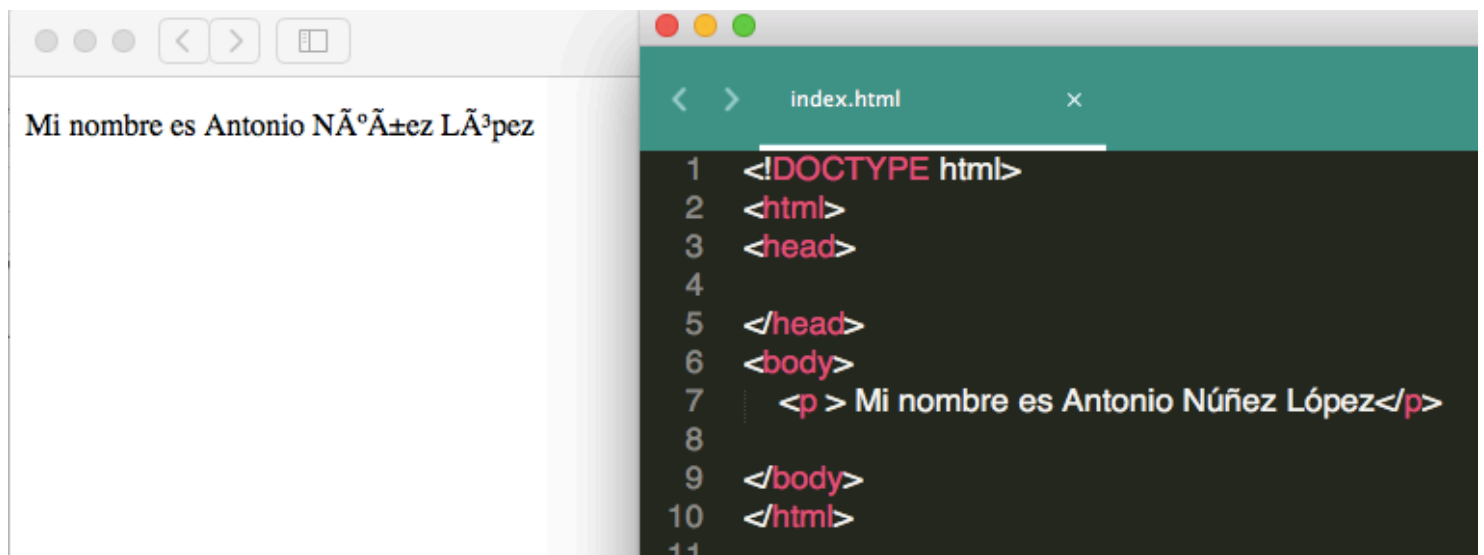 Mi nombre es Antonio NÃºÃ±ez LÃ³pez
index.html ×
1 <!DOCTYPE html>
2 <html>
3 <head>
4
5 </head>
6 <body>
7 <p > Mi nombre es Antonio Núñez López</p>
8
9 </body>
10 </html>
11